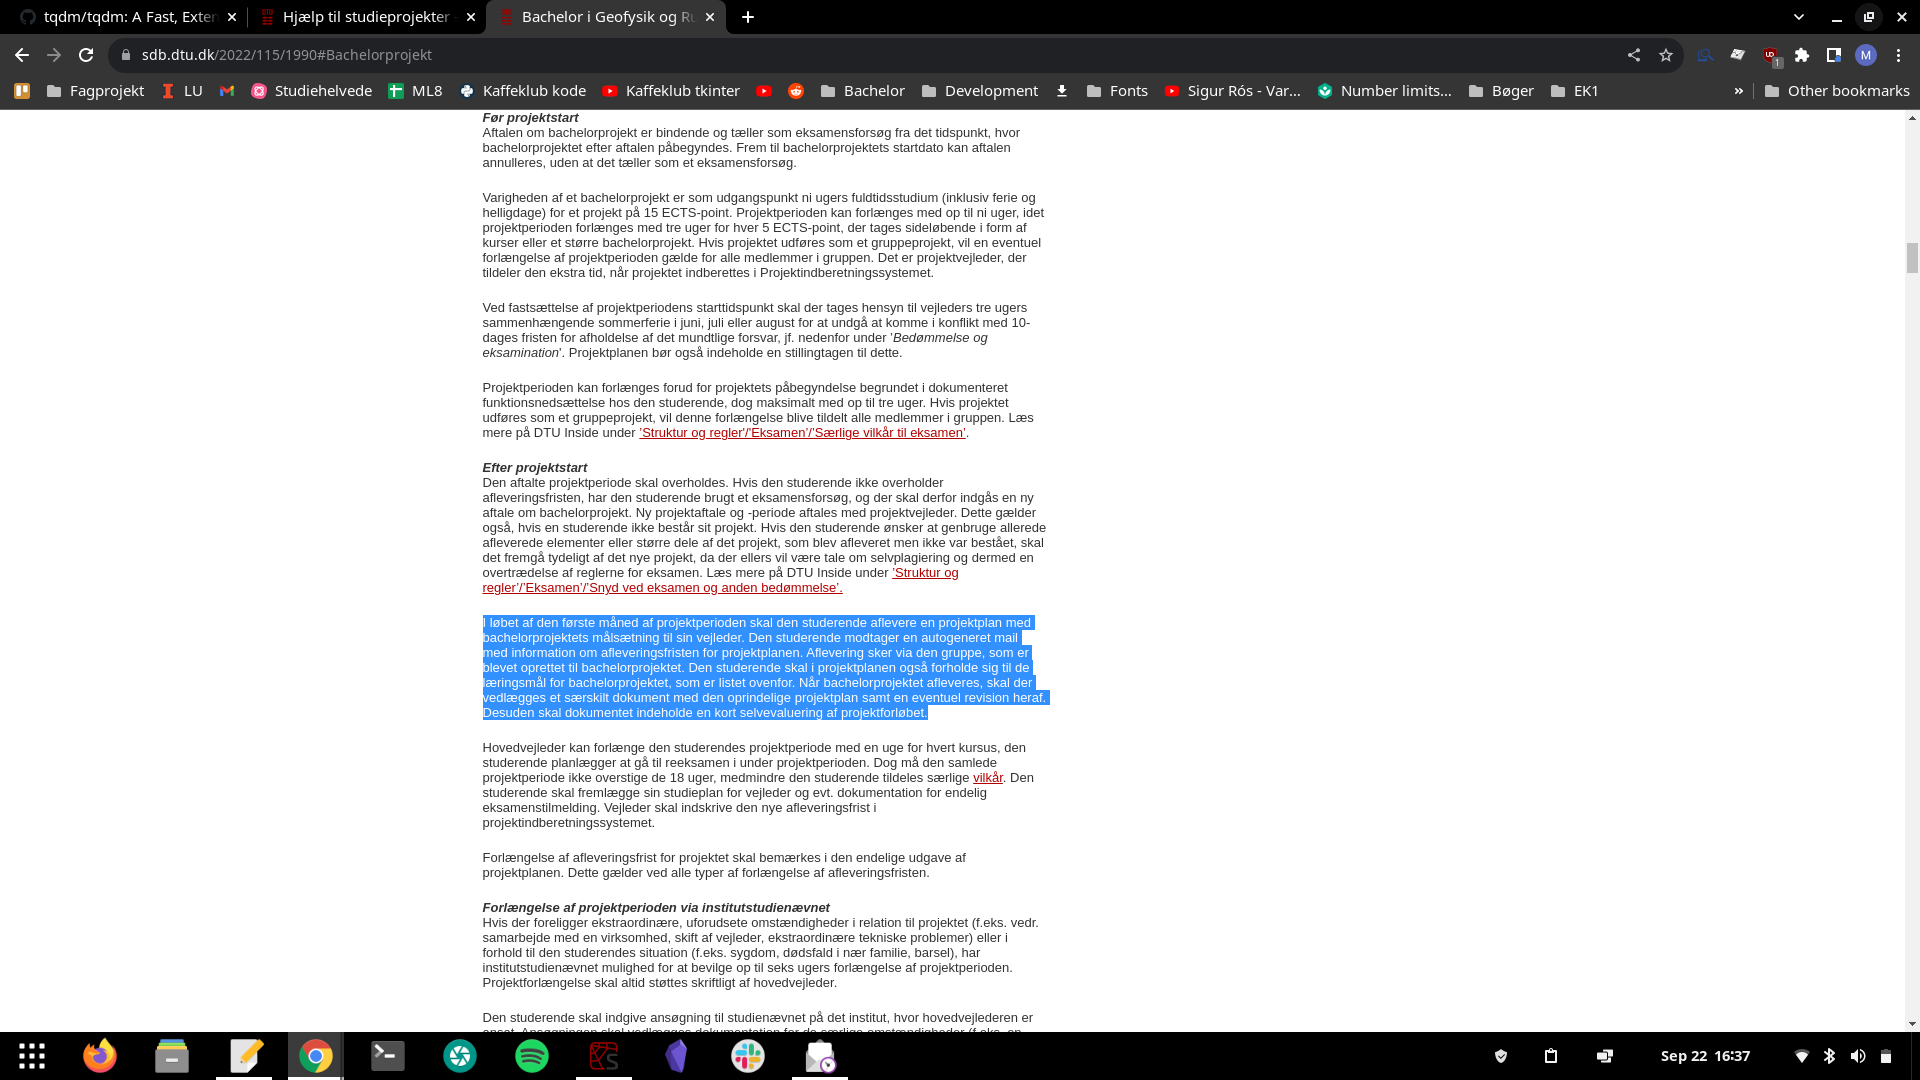 tqdm/tqdm: A Fast, Exten
Hjælp til studieprojekter -
Bachelor i Geofysik og Ru
sdb.dtu.dk/2022/115/1990#Bachelorprojekt
1
M
Fagprojekt
LU
Studiehelvede
ML8
Kaffeklub kode
Kaffeklub tkinter
Bachelor
Development
Fonts
Sigur Rós - Var...
Number limits...
Bøger
EK1
»
Other bookmarks
Før projektstart
Aftalen om bachelorprojekt er bindende og tæller som eksamensforsøg fra det tidspunkt, hvor
bachelorprojektet efter aftalen påbegyndes. Frem til bachelorprojektets startdato kan aftalen
annulleres, uden at det tæller som et eksamensforsøg.
Varigheden af et bachelorprojekt er som udgangspunkt ni ugers fuldtidsstudium (inklusiv ferie og
helligdage) for et projekt på 15 ECTS-point. Projektperioden kan forlænges med op til ni uger, idet
projektperioden forlænges med tre uger for hver 5 ECTS-point, der tages sideløbende i form af
kurser eller et større bachelorprojekt. Hvis projektet udføres som et gruppeprojekt, vil en eventuel
forlængelse af projektperioden gælde for alle medlemmer i gruppen. Det er projektvejleder, der
tildeler den ekstra tid, når projektet indberettes i Projektindberetningssystemet.
Ved fastsættelse af projektperiodens starttidspunkt skal der tages hensyn til vejleders tre ugers
sammenhængende sommerferie i juni, juli eller august for at undgå at komme i konflikt med 10-
dages fristen for afholdelse af det mundtlige forsvar, jf. nedenfor under 'Bedømmelse og
eksamination'. Projektplanen bør også indeholde en stillingtagen til dette.
Projektperioden kan forlænges forud for projektets påbegyndelse begrundet i dokumenteret
funktionsnedsættelse hos den studerende, dog maksimalt med op til tre uger. Hvis projektet
udføres som et gruppeprojekt, vil denne forlængelse blive tildelt alle medlemmer i gruppen. Læs
mere på DTU Inside under 'Struktur og regler'/'Eksamen'/'Særlige vilkår til eksamen'.
Efter projektstart
Den aftalte projektperiode skal overholdes. Hvis den studerende ikke overholder
afleveringsfristen, har den studerende brugt et eksamensforsøg, og der skal derfor indgås en ny
aftale om bachelorprojekt. Ny projektaftale og -periode aftales med projektvejleder. Dette gælder
også, hvis en studerende ikke består sit projekt. Hvis den studerende ønsker at genbruge allerede
afleverede elementer eller større dele af det projekt, som blev afleveret men ikke var bestået, skal
det fremgå tydeligt af det nye projekt, da der ellers vil være tale om selvplagiering og dermed en
overtrædelse af reglerne for eksamen. Læs mere på DTU Inside under 'Struktur og
regler'/'Eksamen'/'Snyd ved eksamen og anden bedømmelse'.
I løbet af den første måned af projektperioden skal den studerende aflevere en projektplan med
bachelorprojektets målsætning til sin vejleder. Den studerende modtager en autogeneret mail
med information om afleveringsfristen for projektplanen. Aflevering sker via den gruppe, som er
blevet oprettet til bachelorprojektet. Den studerende skal i projektplanen også forholde sig til de
læringsmål for bachelorprojektet, som er listet ovenfor. Når bachelorprojektet afleveres, skal der
vedlægges et særskilt dokument med den oprindelige projektplan samt en eventuel revision heraf.
Desuden skal dokumentet indeholde en kort selvevaluering af projektforløbet.
Hovedvejleder kan forlænge den studerendes projektperiode med en uge for hvert kursus, den
studerende planlægger at gå til reeksamen i under projektperioden. Dog må den samlede
projektperiode ikke overstige de 18 uger, medmindre den studerende tildeles særlige vilkår. Den
studerende skal fremlægge sin studieplan for vejleder og evt. dokumentation for endelig
eksamenstilmelding. Vejleder skal indskrive den nye afleveringsfrist i
projektindberetningssystemet.
Forlængelse af afleveringsfrist for projektet skal bemærkes i den endelige udgave af
projektplanen. Dette gælder ved alle typer af forlængelse af afleveringsfristen.
Forlængelse af projektperioden via institutstudienævnet
Hvis der foreligger ekstraordinære, uforudsete omstændigheder i relation til projektet (f.eks. vedr.
samarbejde med en virksomhed, skift af vejleder, ekstraordinære tekniske problemer) eller i
forhold til den studerendes situation (f.eks. sygdom, dødsfald i nær familie, barsel), har
institutstudienævnet mulighed for at bevilge op til seks ugers forlængelse af projektperioden.
Projektforlængelse skal altid støttes skriftligt af hovedvejleder.
Den studerende skal indgive ansøgning til studienævnet på det institut, hvor hovedvejlederen er
Sep 22 16:37